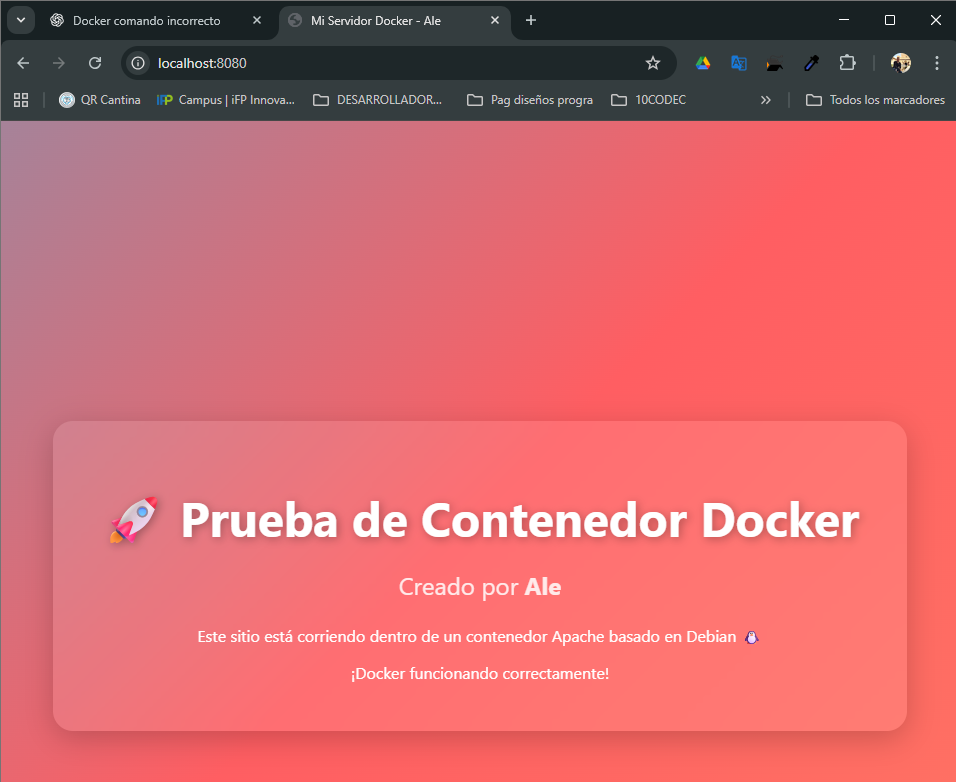 Docker comando incorrecto
Mi Servidor Docker - Ale
localhost:8080
QR Cantina
Campus | iFP Innova...
DESARROLLADOR...
Pag diseños progra
10CODEC
Todos los marcadores
🚀 Prueba de Contenedor Docker
Creado por Ale
Este sitio está corriendo dentro de un contenedor Apache basado en Debian 🐧
¡Docker funcionando correctamente!